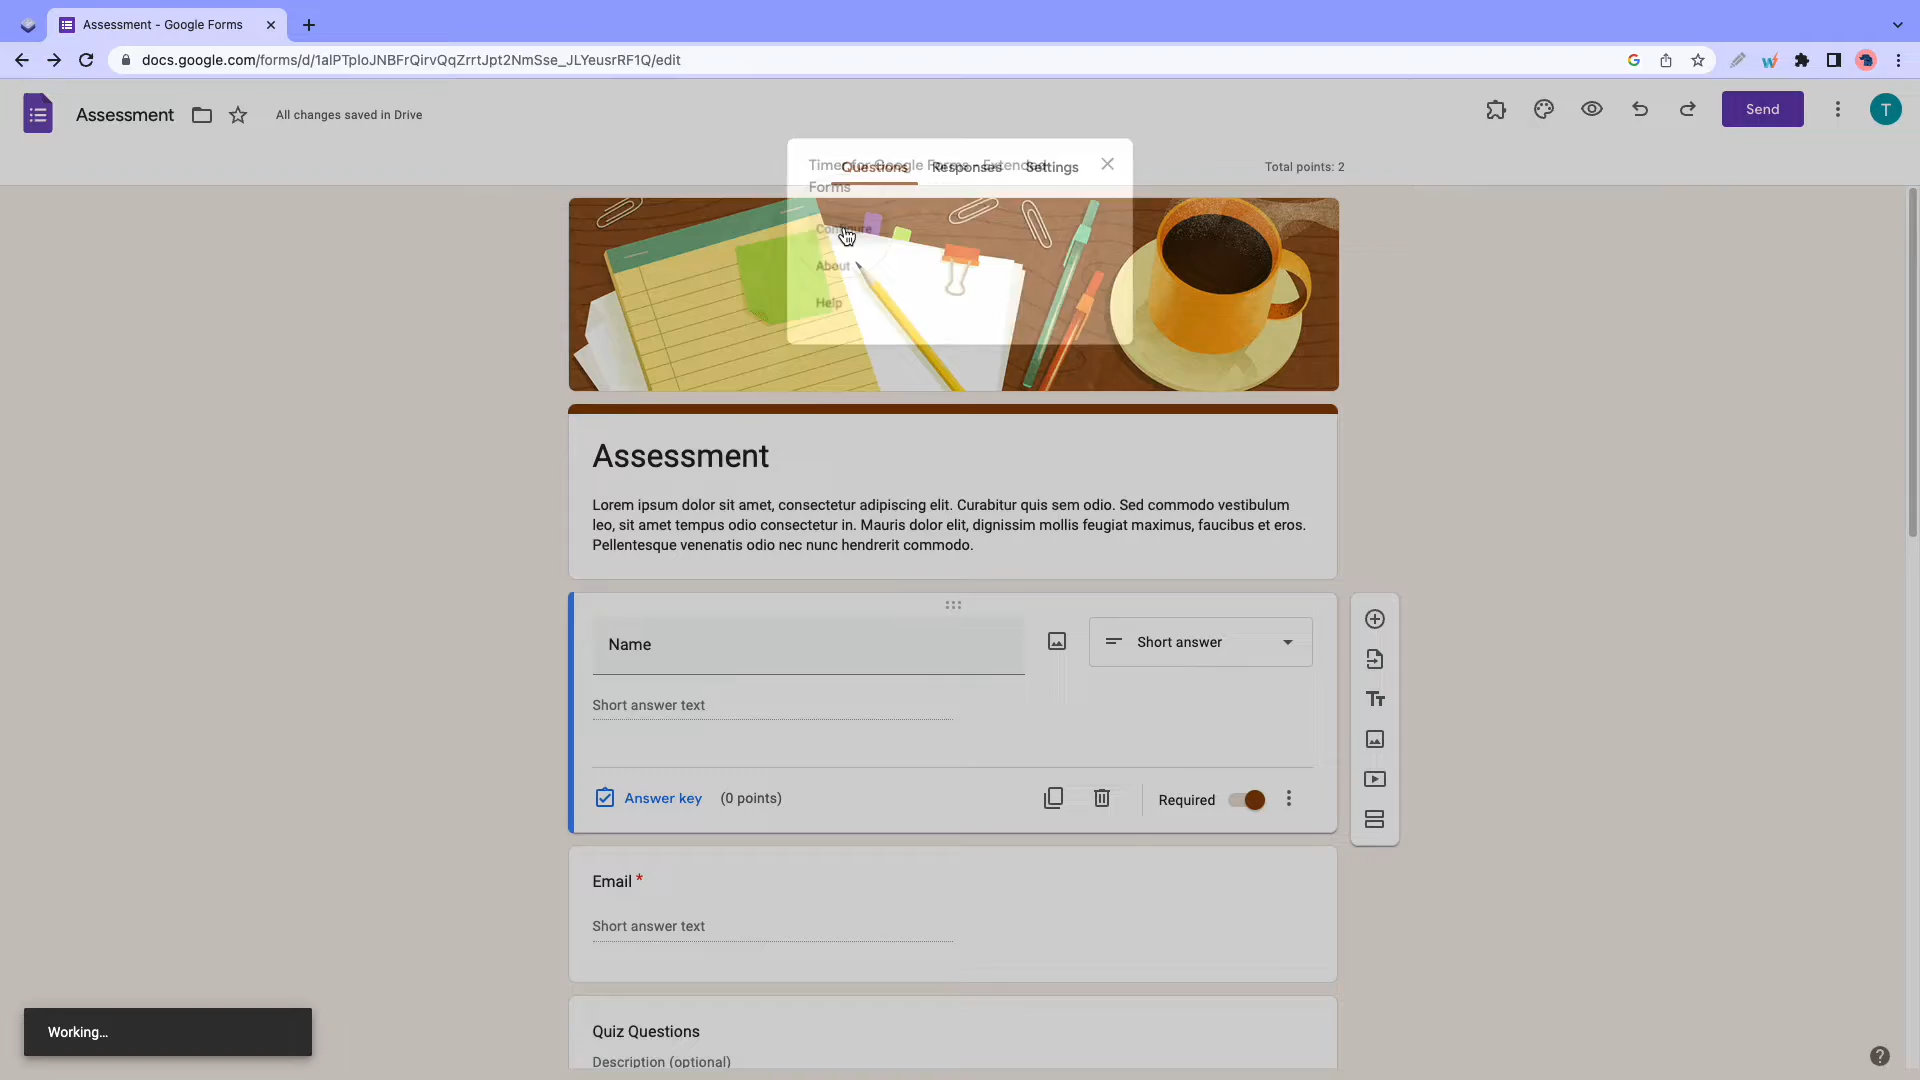 Assessment - Google Forms
docs.google.com/forms/d/1alPTploJNBFrQirvQqZrrtJpt2NmSse_JLYeusrRF1Q/edit
Assessment
All changes saved in Drive
Send
T
Timer for Google Forms - Extended
Forms
Questions
Responses
Settings
Total points: 2
Configure
About
Help
Assessment
Lorem ipsum dolor sit amet, consectetur adipiscing elit. Curabitur quis sem odio. Sed commodo vestibulum
leo, sit amet tempus odio consectetur in. Mauris dolor elit, dignissim mollis feugiat maximus, faucibus et eros.
Pellentesque venenatis odio nec nunc hendrerit commodo.
Name
Short answer
Short answer text
Answer key
(0 points)
Required
Email *
Short answer text
Quiz Questions
Description (optional)
Working...